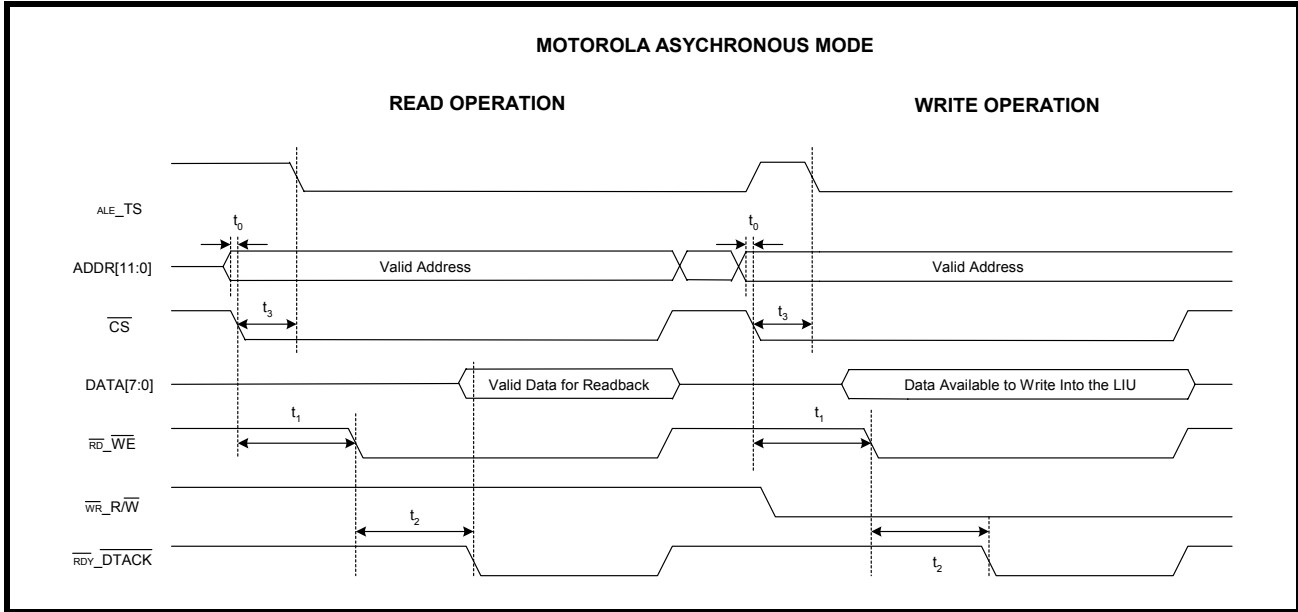 MOTOROLA ASYCHRONOUS MODE
READ OPERATION WRITE OPERATION
ALE_TS
t0 t0
ADDR[11:0] Valid Address Valid Address
CS t3 t3
DATA[7:0] Valid Data for Readback Data Available to Write Into the LIU
t1 t1
RD_WE
WR_R/W
t2
RDY_DTACK t2